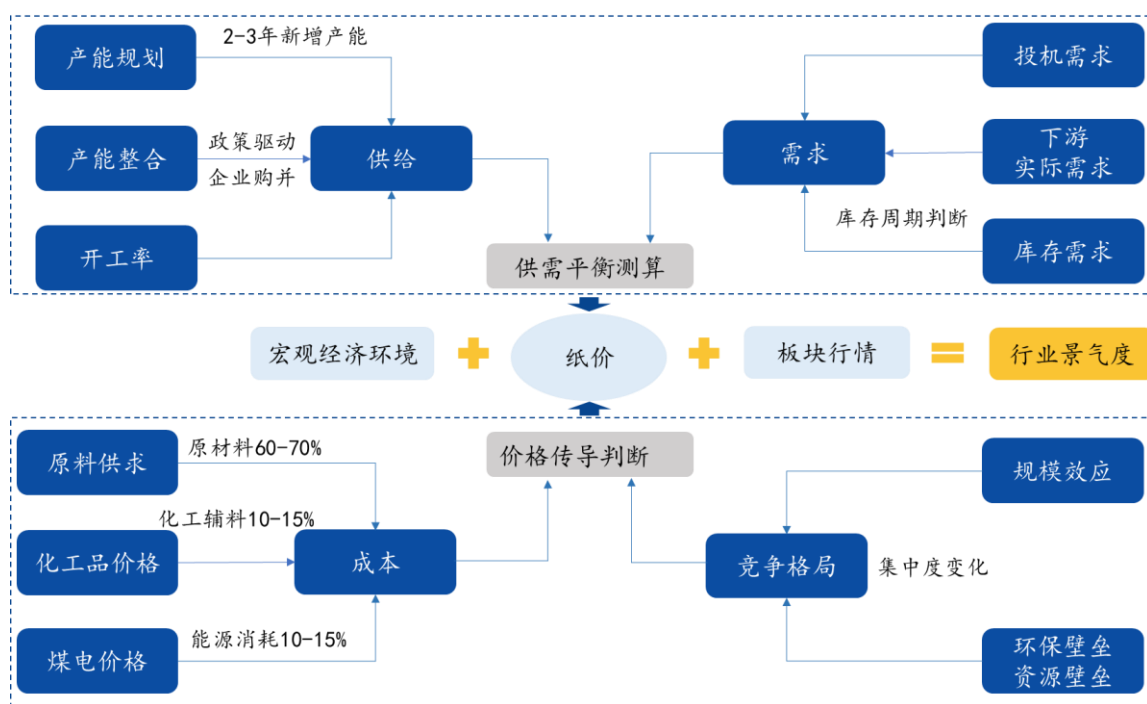 产能规划
2-3年新增产能
投机需求
产能整合
政策驱动
企业购并
供给
需求
下游
实际需求
开工率
库存周期判断
库存需求
供需平衡测算
宏观经济环境
+
纸价
+
板块行情
=
行业景气度
原料供求
原材料60-70%
价格传导判断
规模效应
化工辅料10-15%
化工品价格
成本
竞争格局
集中度变化
煤电价格
能源消耗10-15%
环保壁垒
资源壁垒